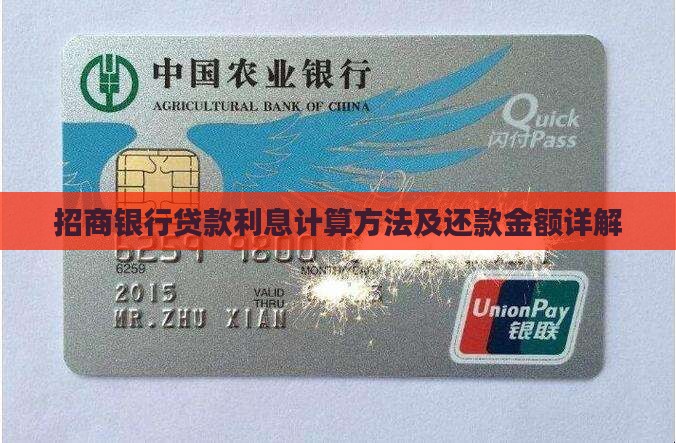 中国农业银行
AGRICULTURAL BANK OF CHINA
Quick
闪付Pass
招商银行贷款利息计算方法及还款金额详解
6259
MONTH
2015
VALID
THRU
MR.ZHU XIAN
UnionPay
银联